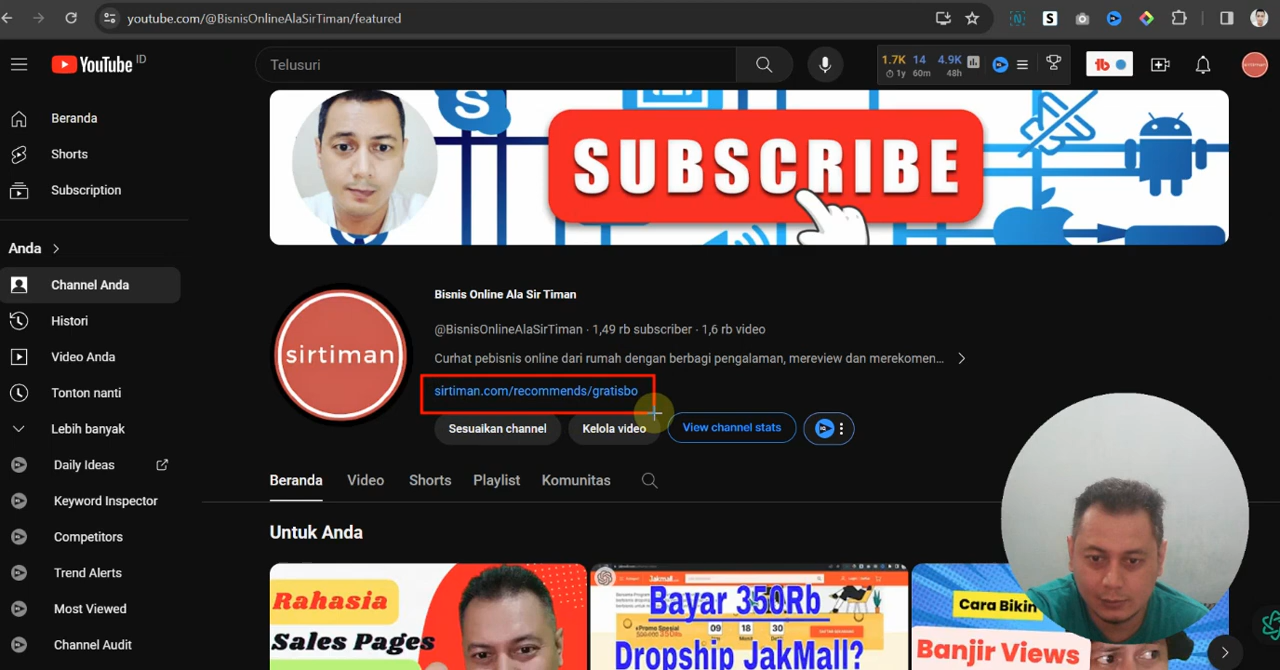 youtube.com/@BisnisOnlineAlaSirTiman/featured
YouTube ID
Telusuri
1.7K 14 4.9K
1y 60m 48h
Beranda
Shorts
Subscription
Anda
Channel Anda
Histori
Video Anda
Tonton nanti
Lebih banyak
Daily Ideas
Keyword Inspector
Competitors
Trend Alerts
Most Viewed
Channel Audit
SUBSCRIBE
sirtiman
Bisnis Online Ala Sir Timan
@BisnisOnlineAlaSirTiman · 1,49 rb subscriber · 1,6 rb video
Curhat pebisnis online dari rumah dengan berbagi pengalaman, mereview dan merekomen...
sirtiman.com/recommends/gratisbo
Sesuaikan channel
Kelola video
View channel stats
Beranda Video Shorts Playlist Komunitas
Untuk Anda
Rahasia
Sales Pages
Jakmall
Bayar 350Rb
09 18 30
Dropship JakMall?
Cara Bikin
Banjir Views